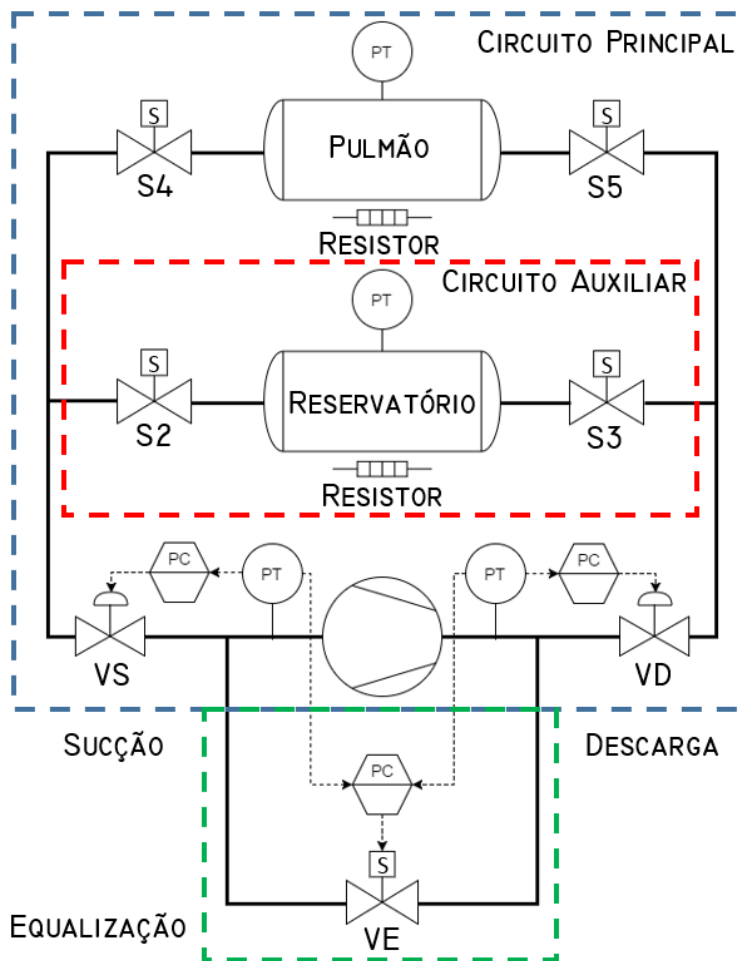 CIRCUITO PRINCIPAL
PT
S
S
PULMÃO
S4
S5
RESISTOR
CIRCUITO AUXILIAR
PT
S
S
RESERVATÓRIO
S2
S3
RESISTOR
PC
PT
PT
PC
VS
VD
SUCÇÃO
DESCARGA
PC
S
EQUALIZAÇÃO
VE